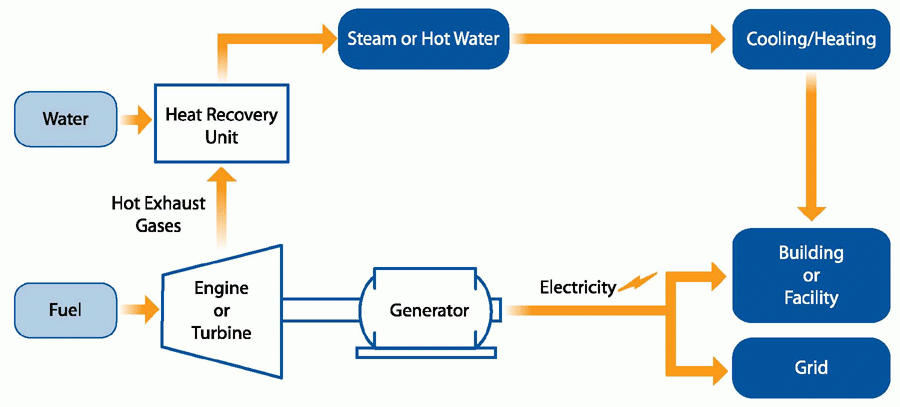 Steam or Hot Water
Cooling/Heating
Water
Heat Recovery
Unit
Hot Exhaust
Gases
Building
or
Facility
Fuel
Engine
or
Turbine
Generator
Electricity
Grid